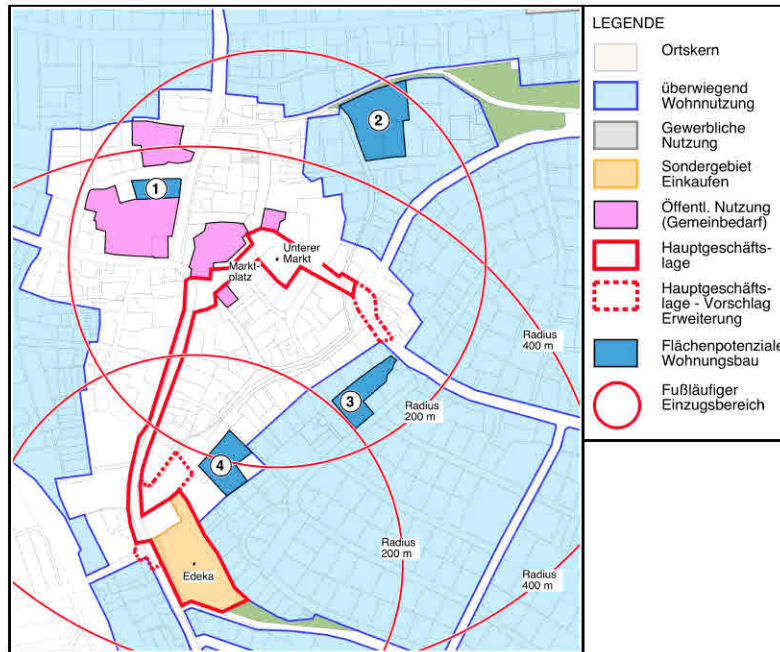 1
2
Unterer
Markt
Markt-
platz
Radius
400 m
3
Radius
200 m
4
Radius
200 m
Edeka
Radius
400 m
LEGENDE
Ortskern
überwiegend
Wohnnutzung
Gewerbliche
Nutzung
Sondergebiet
Einkaufen
Öffentl. Nutzung
(Gemeinbedarf)
Hauptgeschäfts-
lage
Hauptgeschäfts-
lage - Vorschlag
Erweiterung
Flächenpotenziale
Wohnungsbau
Fußläufiger
Einzugsbereich